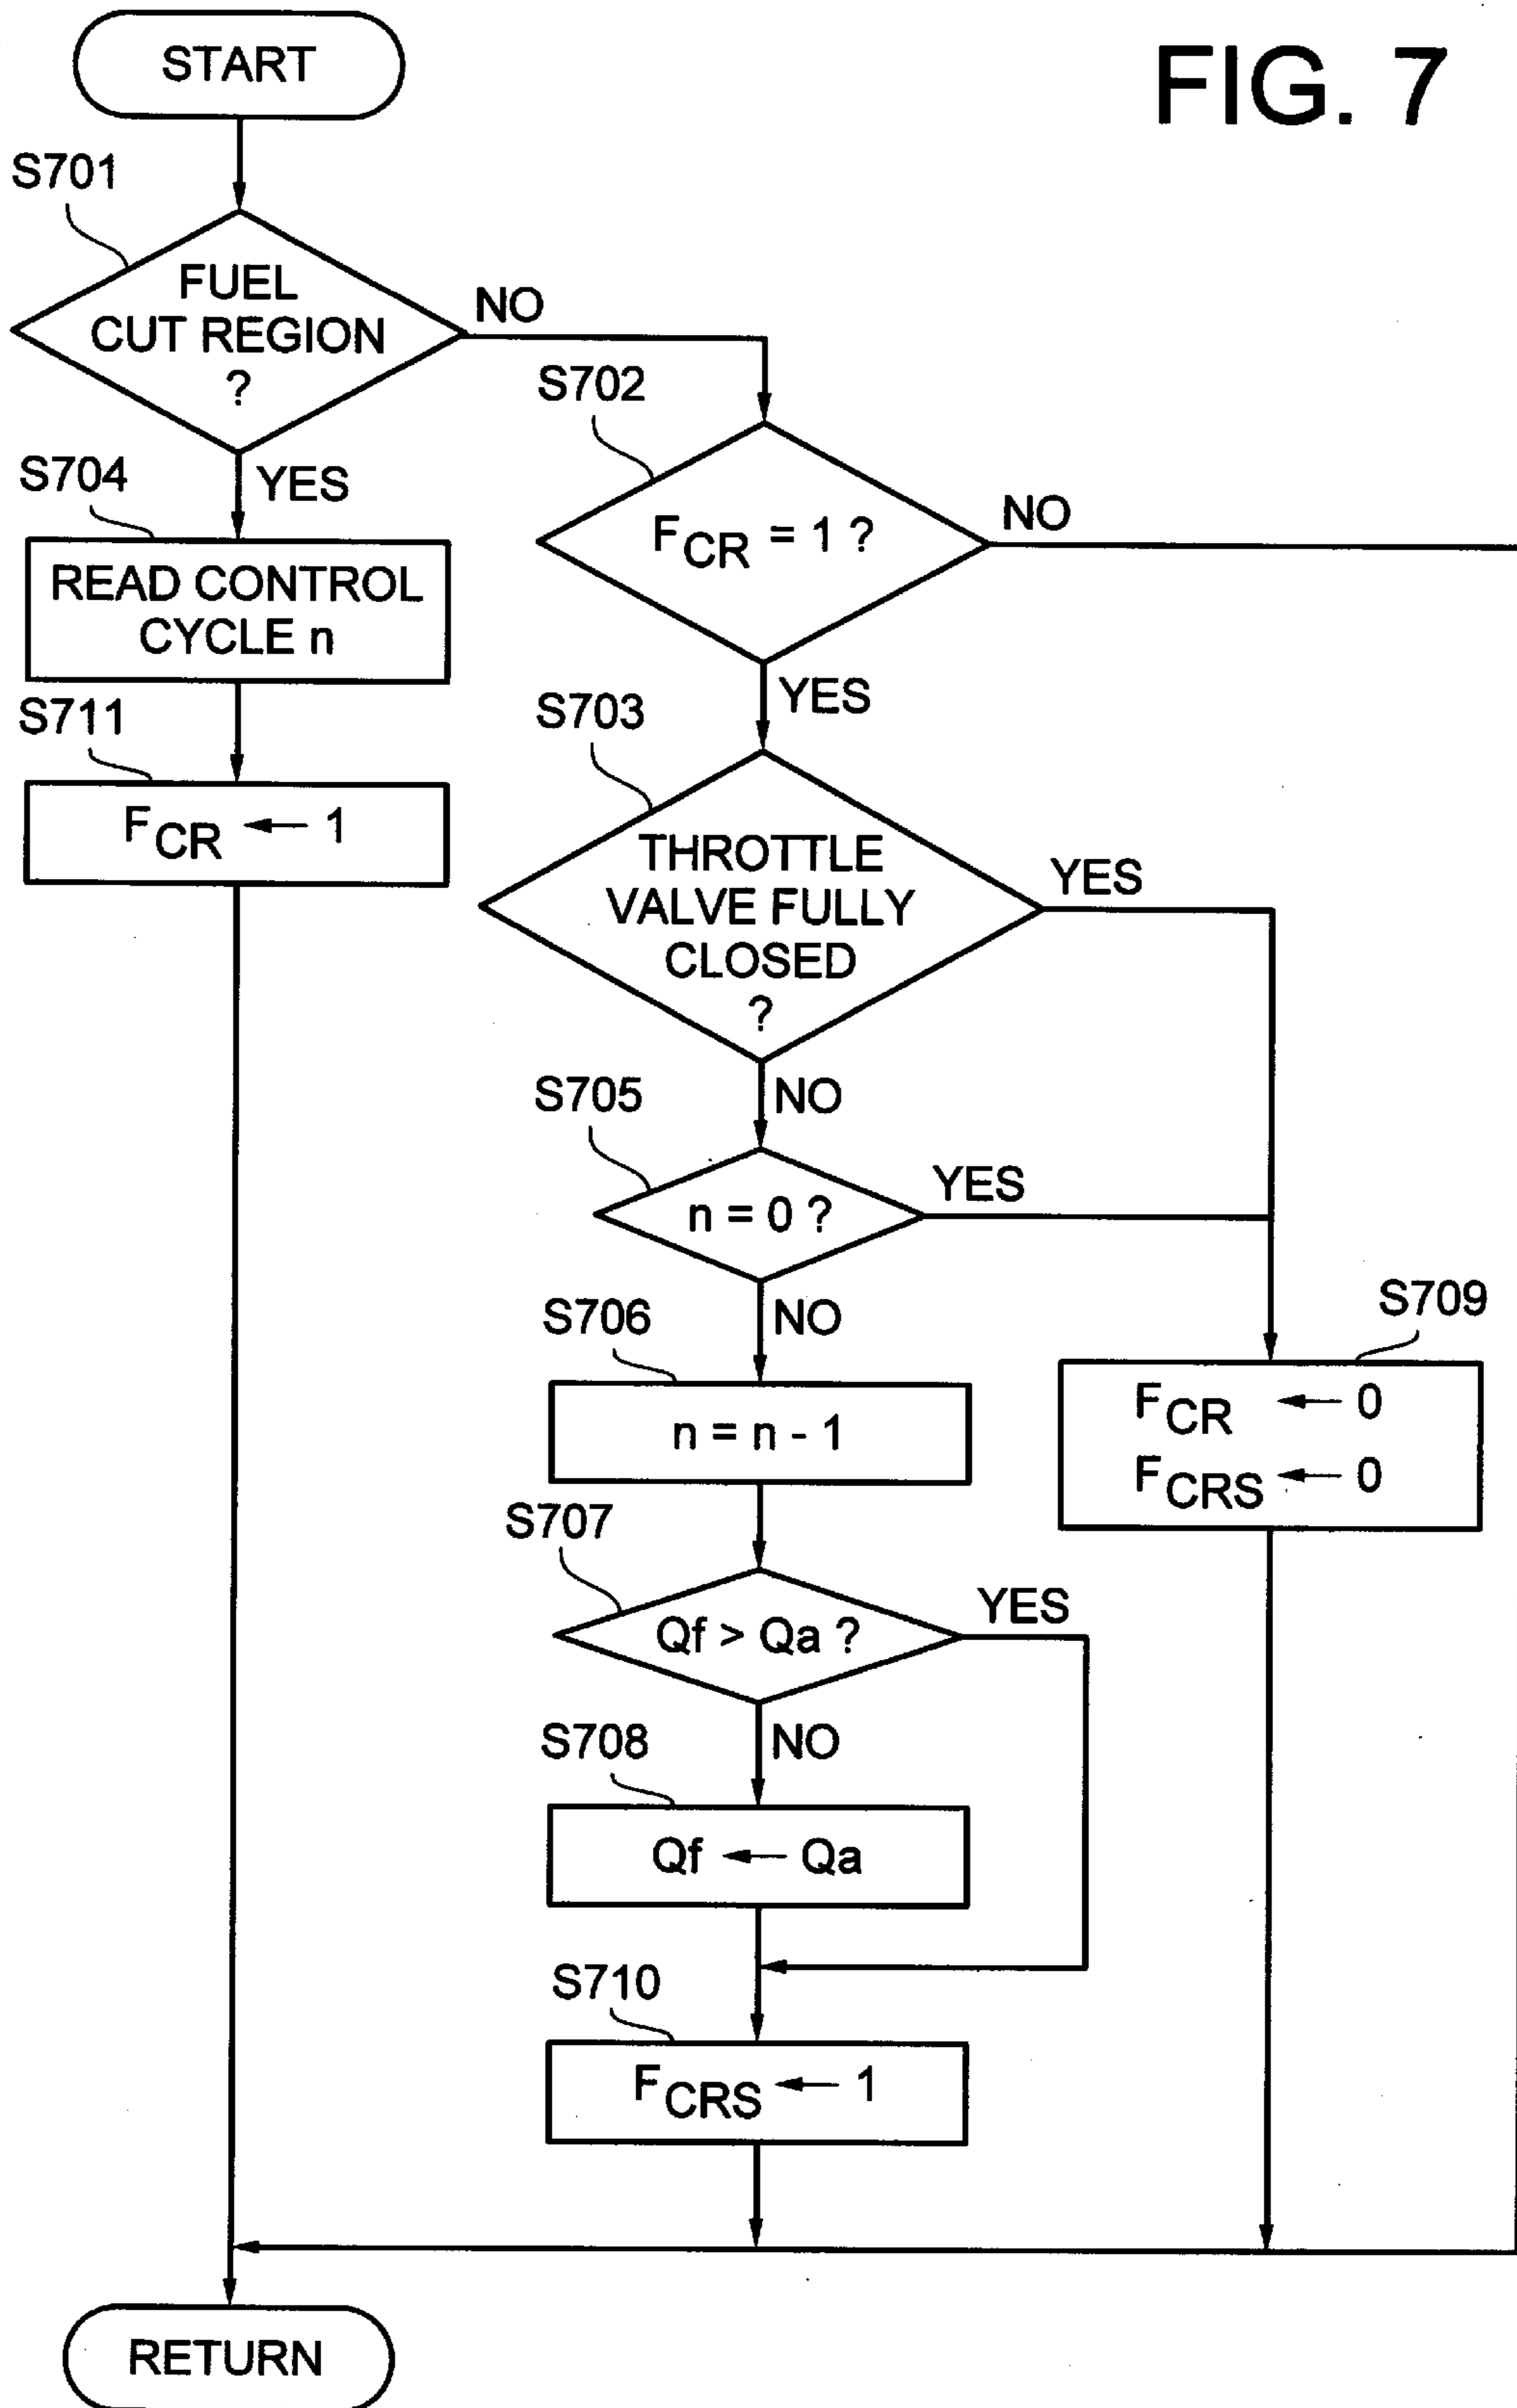 FIG. 7
START
S701
FUEL
CUT REGION
?
NO
YES
S702
FCR = 1 ?
NO
YES
S704
READ CONTROL
CYCLE n
S711
FCR ← 1
S703
THROTTLE
VALVE FULLY
CLOSED
?
YES
NO
S705
n = 0 ?
YES
NO
S706
n = n - 1
S709
FCR ← 0
FCRS ← 0
S707
Qf > Qa ?
YES
NO
S708
Qf ← Qa
S710
FCRS ← 1
RETURN